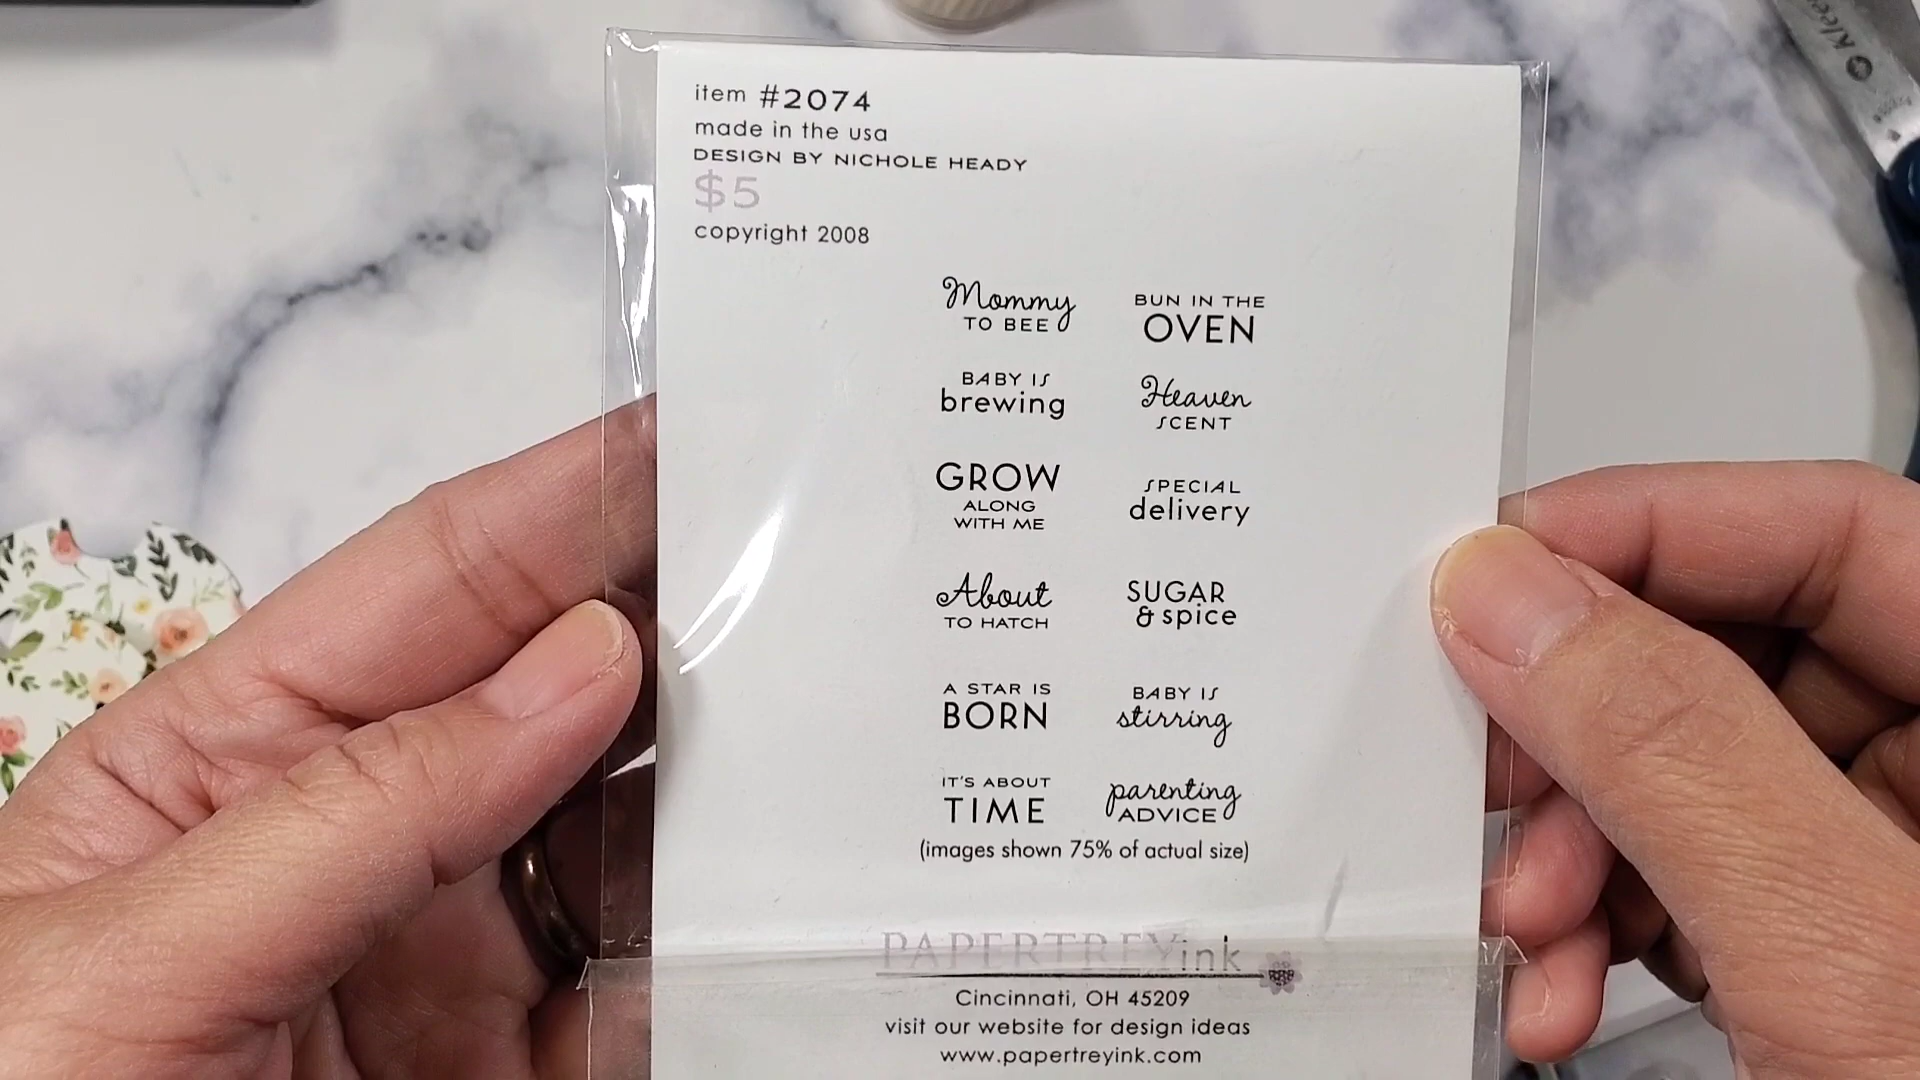 item #2074
made in the usa
DESIGN BY NICHOLE HEADY
$5
copyright 2008
Mommy
TO BEE
BUN IN THE
OVEN
BABY IS
brewing
Heaven
SCENT
GROW
ALONG
WITH ME
SPECIAL
delivery
About
TO HATCH
SUGAR
& spice
A STAR IS
BORN
BABY IS
stirring
IT'S ABOUT
TIME
parenting
ADVICE
(images shown 75% of actual size)
PAPERTREYink
Cincinnati, OH 45209
visit our website for design ideas
www.papertreyink.com